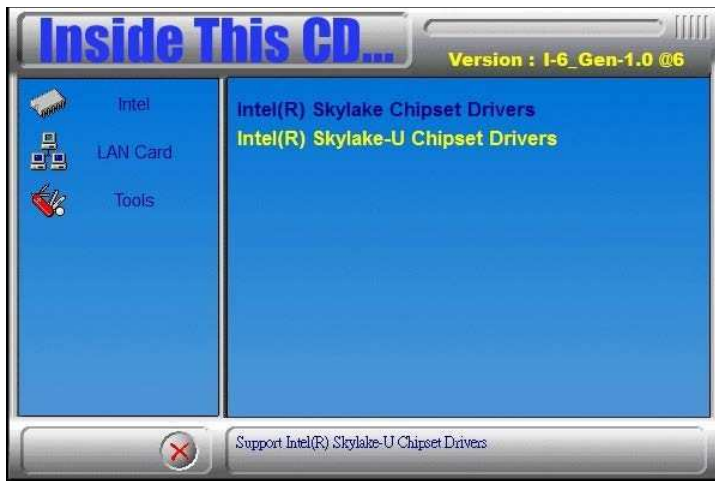 Inside This CD...
Version : I-6_Gen-1.0 @6
Intel
LAN Card
Tools
Intel(R) Skylake Chipset Drivers
Intel(R) Skylake-U Chipset Drivers
Support Intel(R) Skylake-U Chipset Drivers